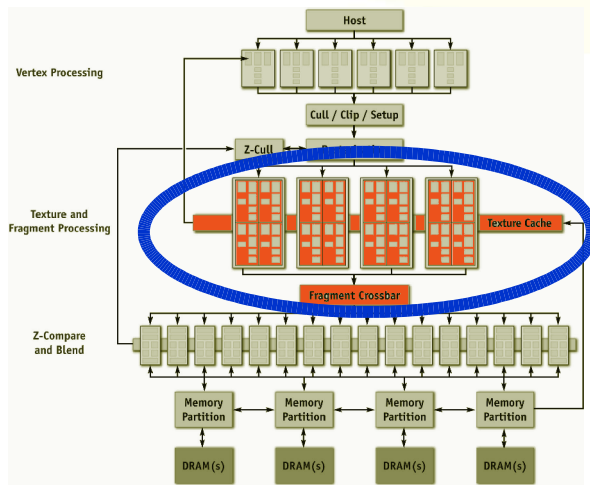 Host
Vertex Processing
Cull / Clip / Setup
Z-Cull
Texture and
Fragment Processing
Texture Cache
Fragment Crossbar
Z-Compare
and Blend
Memory
Partition
Memory
Partition
Memory
Partition
Memory
Partition
DRAM(s)
DRAM(s)
DRAM(s)
DRAM(s)